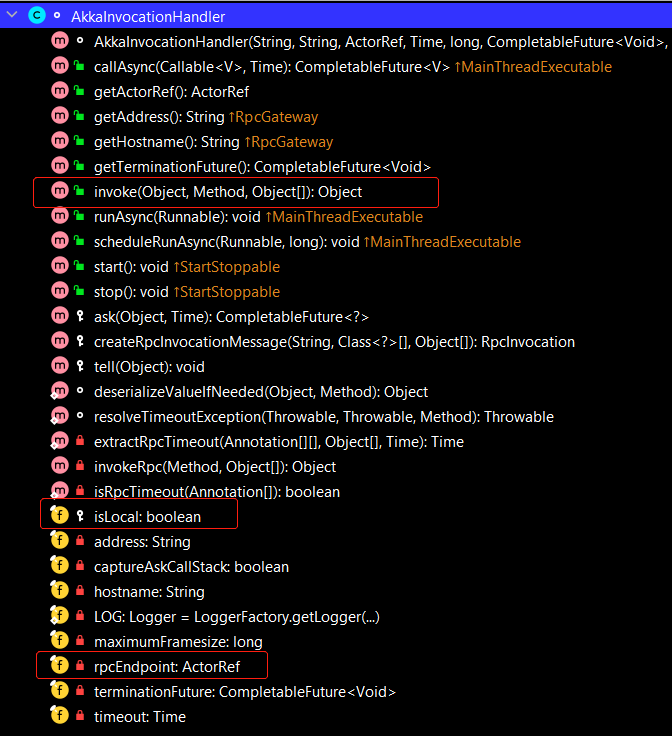 AkkaInvocationHandler
AkkaInvocationHandler(String, String, ActorRef, Time, long, CompletableFuture<Void>,
callAsync(Callable<V>, Time): CompletableFuture<V> ↑MainThreadExecutable
getActorRef(): ActorRef
getAddress(): String ↑RpcGateway
getHostname(): String ↑RpcGateway
getTerminationFuture(): CompletableFuture<Void>
invoke(Object, Method, Object[]): Object
runAsync(Runnable): void ↑MainThreadExecutable
scheduleRunAsync(Runnable, long): void ↑MainThreadExecutable
start(): void ↑StartStoppable
stop(): void ↑StartStoppable
ask(Object, Time): CompletableFuture<?>
createRpcInvocationMessage(String, Class<?>[], Object[]): RpcInvocation
tell(Object): void
deserializeValueIfNeeded(Object, Method): Object
resolveTimeoutException(Throwable, Throwable, Method): Throwable
extractRpcTimeout(Annotation[][], Object[], Time): Time
invokeRpc(Method, Object[]): Object
isRpcTimeout(Annotation[]): boolean
isLocal: boolean
address: String
captureAskCallStack: boolean
hostname: String
LOG: Logger = LoggerFactory.getLogger(...)
maximumFramesize: long
rpcEndpoint: ActorRef
terminationFuture: CompletableFuture<Void>
timeout: Time